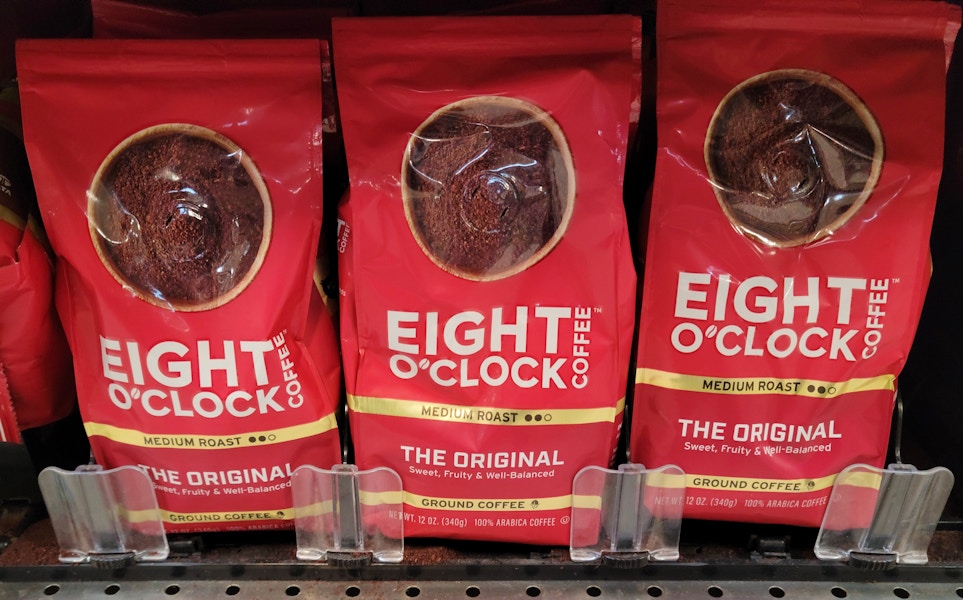 EIGHT
O'CLOCK
COFFEE
MEDIUM ROAST
THE ORIGINAL
Sweet, Fruity & Well-Balanced
GROUND COFFEE
EIGHT
O'CLOCK
COFFEE™
MEDIUM ROAST
THE ORIGINAL
Sweet, Fruity & Well-Balanced
GROUND COFFEE
NET WT. 12 OZ. (340g) 100% ARABICA COFFEE
EIGHT
O'CLOCK
COFFEE™
MEDIUM ROAST
THE ORIGINAL
Sweet, Fruity & Well-Balanced
GROUND COFFEE
NET WT. 12 OZ. (340g) 100% ARABICA COFFEE